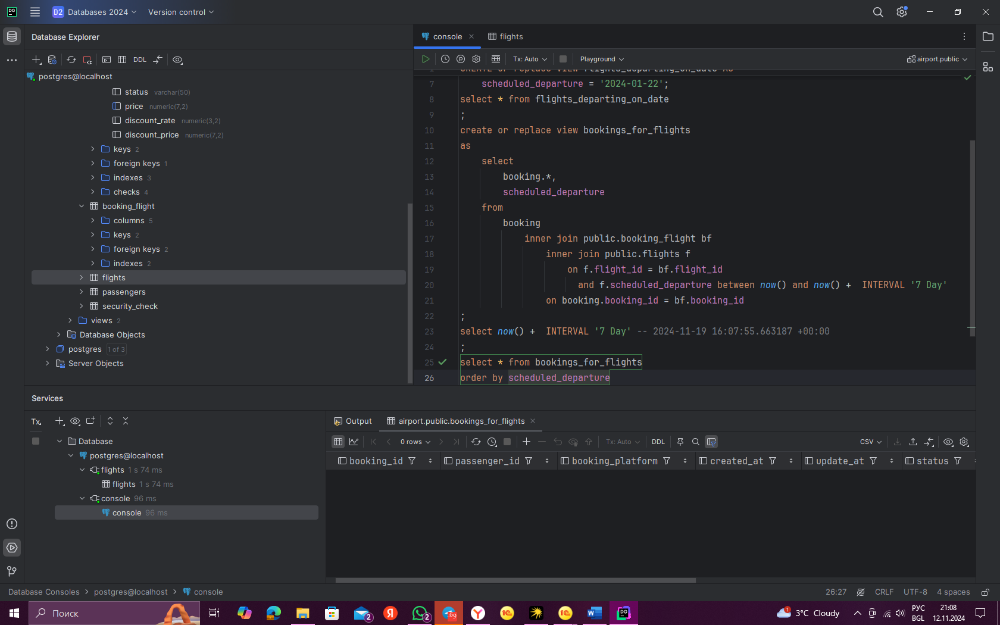 D2 Databases 2024 Version control
Database Explorer
console
flights
DDL
Tx: Auto
Playground
airport.public
postgres@localhost
status varchar(50)
price numeric(7,2)
discount_rate numeric(3,2)
discount_price numeric(7,2)
keys 2
foreign keys 1
indexes 3
checks 4
booking_flight
columns 5
keys 2
foreign keys 2
indexes 2
flights
passengers
security_check
views 2
Database Objects
postgres 1 of 3
Server Objects
CREATE or replace view flights_departing_on_date AS
7 scheduled_departure = '2024-01-22';
8 select * from flights_departing_on_date
9 ;
10 create or replace view bookings_for_flights
11 as
12 select
13 booking.*,
14 scheduled_departure
15 from
16 booking
17 inner join public.booking_flight bf
18 inner join public.flights f
19 on f.flight_id = bf.flight_id
20 and f.scheduled_departure between now() and now() +  INTERVAL '7 Day'
21 on booking.booking_id = bf.booking_id
22 ;
23 select now() +  INTERVAL '7 Day' -- 2024-11-19 16:07:55.663187 +00:00
24 ;
25 select * from bookings_for_flights
26 order by scheduled_departure
Services
Tx
Database
postgres@localhost
flights 1 s 74 ms
flights 1 s 74 ms
console 96 ms
console 96 ms
Output
airport.public.bookings_for_flights
0 rows
Tx: Auto
DDL
CSV
booking_id passenger_id booking_platform created_at update_at status
Database Consoles > postgres@localhost > console
26:27 CRLF UTF-8 4 spaces
Поиск
2
2
3°C Cloudy
РУС
BGL
21:08
12.11.2024